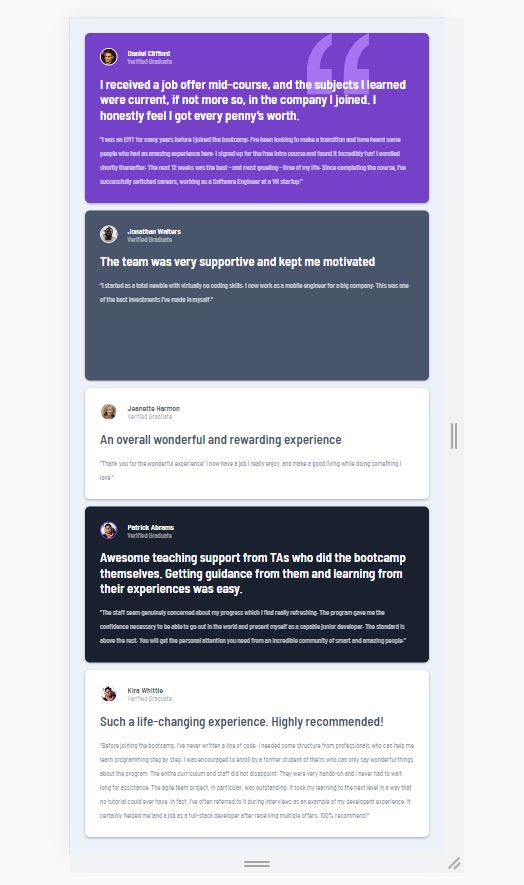 Daniel Clifford
Verified Graduate
I received a job offer mid-course, and the subjects I learned
were current, if not more so, in the company I joined. I
honestly feel I got every penny's worth.
"I was an EMT for many years before I joined the bootcamp. I've been looking to make a transition and have heard some
people who had an amazing experience here. I signed up for the free intro course and found it incredibly fun! I enrolled
shortly thereafter. The next 12 weeks was the best - and most grueling - time of my life. Since completing the course, I've
successfully switched careers, working as a Software Engineer at a VR startup."
Jonathan Walters
Verified Graduate
The team was very supportive and kept me motivated
"I started as a total newbie with virtually no coding skills. I now work as a mobile engineer for a big company. This was one
of the best investments I've made in myself."
Jeanette Harmon
Verified Graduate
An overall wonderful and rewarding experience
"Thank you for the wonderful experience! I now have a job I really enjoy, and make a good living while doing something I
love."
Patrick Abrams
Verified Graduate
Awesome teaching support from TAs who did the bootcamp
themselves. Getting guidance from them and learning from
their experiences was easy.
"The staff seem genuinely concerned about my progress which I find really refreshing. The program gave me the
confidence necessary to be able to go out in the world and present myself as a capable junior developer. The standard is
above the rest. You will get the personal attention you need from an incredible community of smart and amazing people."
Kira Whittle
Verified Graduate
Such a life-changing experience. Highly recommended!
"Before joining the bootcamp, I've never written a line of code. I needed some structure from professionals who can help me
learn programming step by step. I was encouraged to enroll by a former student of theirs who can only say wonderful things
about the program. The entire curriculum and staff did not disappoint. They were very hands-on and I never had to wait
long for assistance. The agile team project, in particular, was outstanding. It took my learning to the next level in a way that
no tutorial could ever have. In fact, I've often referred to it during interviews as an example of my developent experience. It
certainly helped me land a job as a full-stack developer after receiving multiple offers. 100% recommend!"